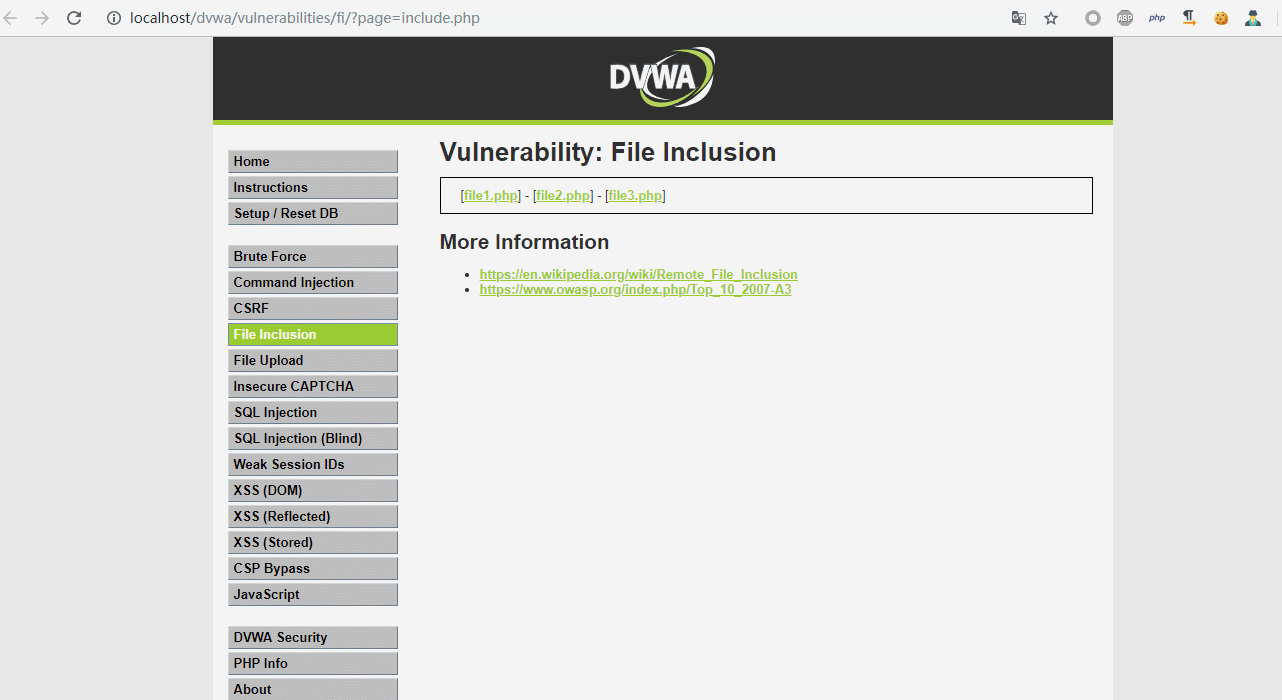 localhost/dvwa/vulnerabilities/fi/?page=include.php
ABP
php
DVWA
Home
Instructions
Setup / Reset DB
Brute Force
Command Injection
CSRF
File Inclusion
File Upload
Insecure CAPTCHA
SQL Injection
SQL Injection (Blind)
Weak Session IDs
XSS (DOM)
XSS (Reflected)
XSS (Stored)
CSP Bypass
JavaScript
DVWA Security
PHP Info
About
Vulnerability: File Inclusion
[file1.php] - [file2.php] - [file3.php]
More Information
https://en.wikipedia.org/wiki/Remote_File_Inclusion
https://www.owasp.org/index.php/Top_10_2007-A3